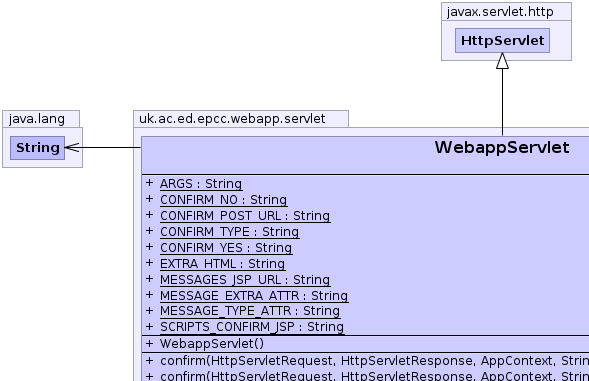 javax.servlet.http
HttpServlet
java.lang
String
uk.ac.ed.epcc.webapp.servlet
WebappServlet
+ ARGS : String
+ CONFIRM_NO : String
+ CONFIRM_POST_URL : String
+ CONFIRM_TYPE : String
+ CONFIRM_YES : String
+ EXTRA_HTML : String
+ MESSAGES_JSP_URL : String
+ MESSAGE_EXTRA_ATTR : String
+ MESSAGE_TYPE_ATTR : String
+ SCRIPTS_CONFIRM_JSP : String
+ WebappServlet()
+ confirm(HttpServletRequest, HttpServletResponse, AppContext, Strin
+ confirm(HttpServletRequest, HttpServletResponse, AppContext, Strin